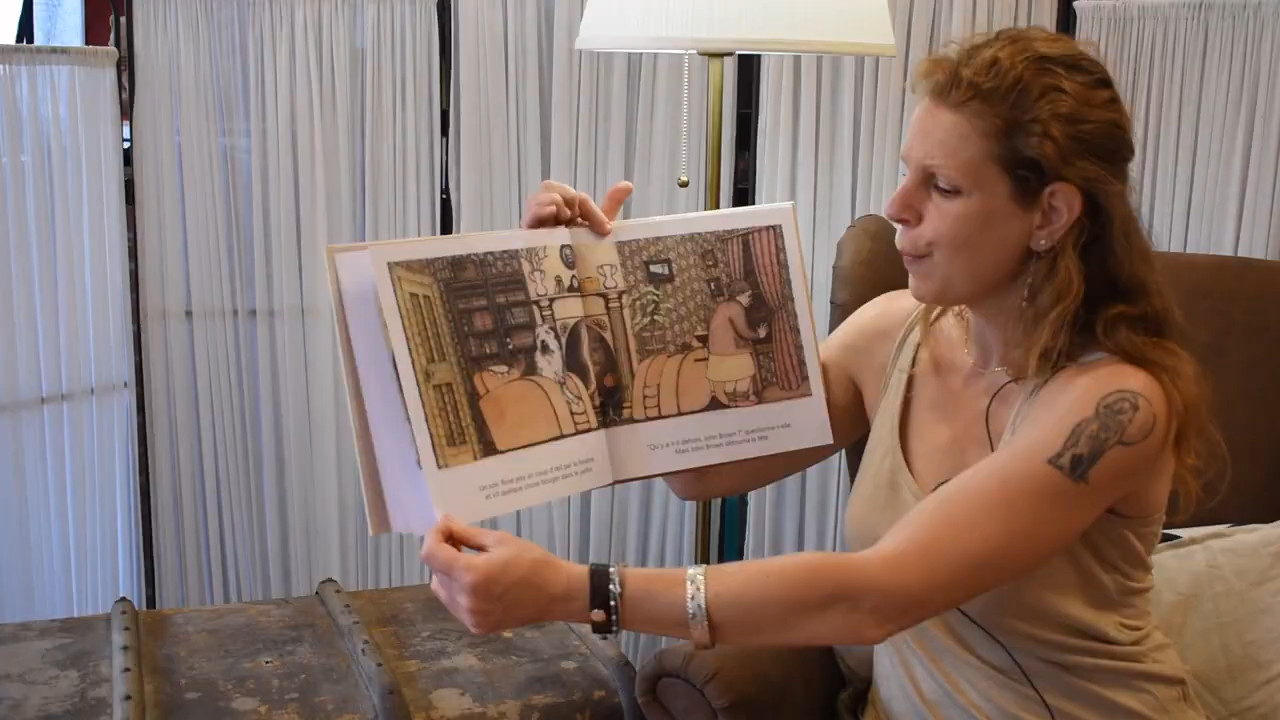 Un soir, Rose jeta un coup d'œil par la fenêtre,
et vit quelque chose bouger dans le jardin.
"Qu'y a-t-il dehors, John Brown ?" questionna-t-elle.
Mais John Brown détourna la tête.